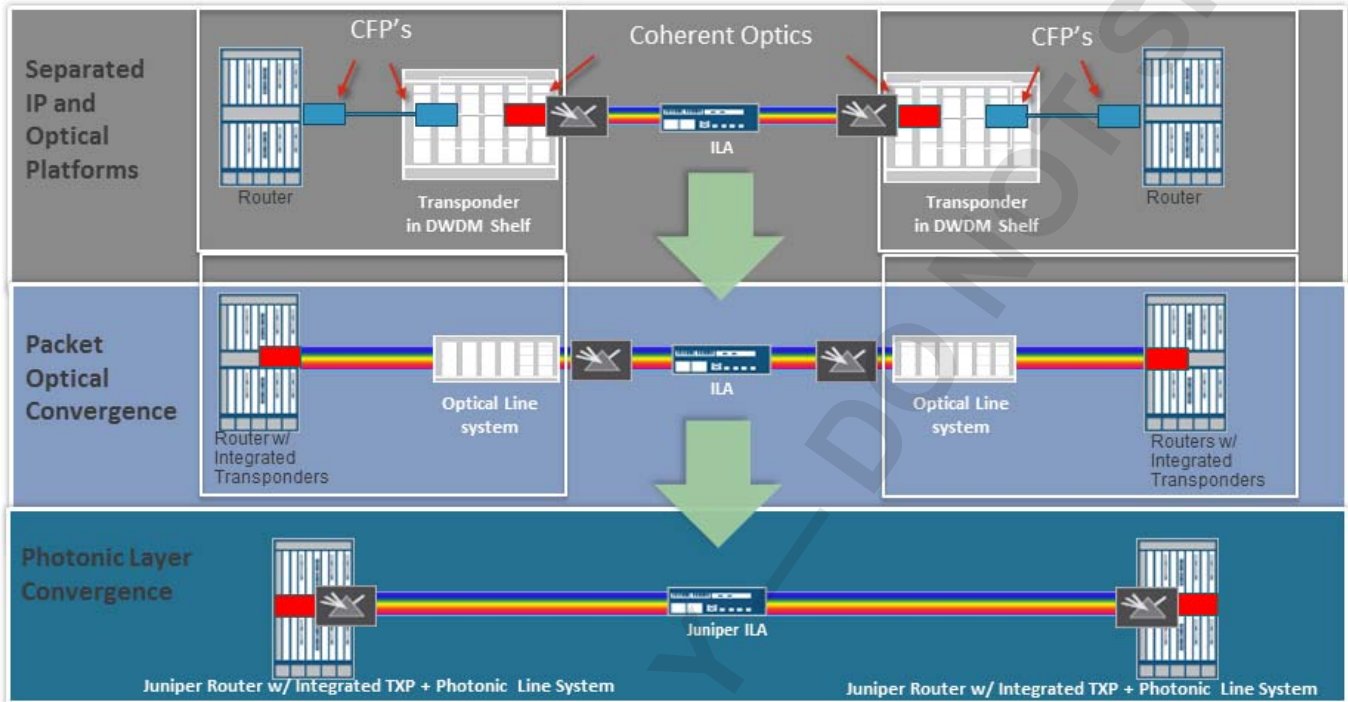 CFP's
Coherent Optics
CFP's
Separated
IP and
Optical
Platforms
Router
Transponder
in DWDM Shelf
ILA
Transponder
in DWDM Shelf
Router
Packet
Optical
Convergence
Router w/
Integrated
Transponders
Optical Line
system
ILA
Optical Line
system
Routers w/
Integrated
Transponders
Photonic Layer
Convergence
Juniper ILA
Juniper Router w/ Integrated TXP + Photonic Line System
Juniper Router w/ Integrated TXP + Photonic Line System
Y
DO NOT